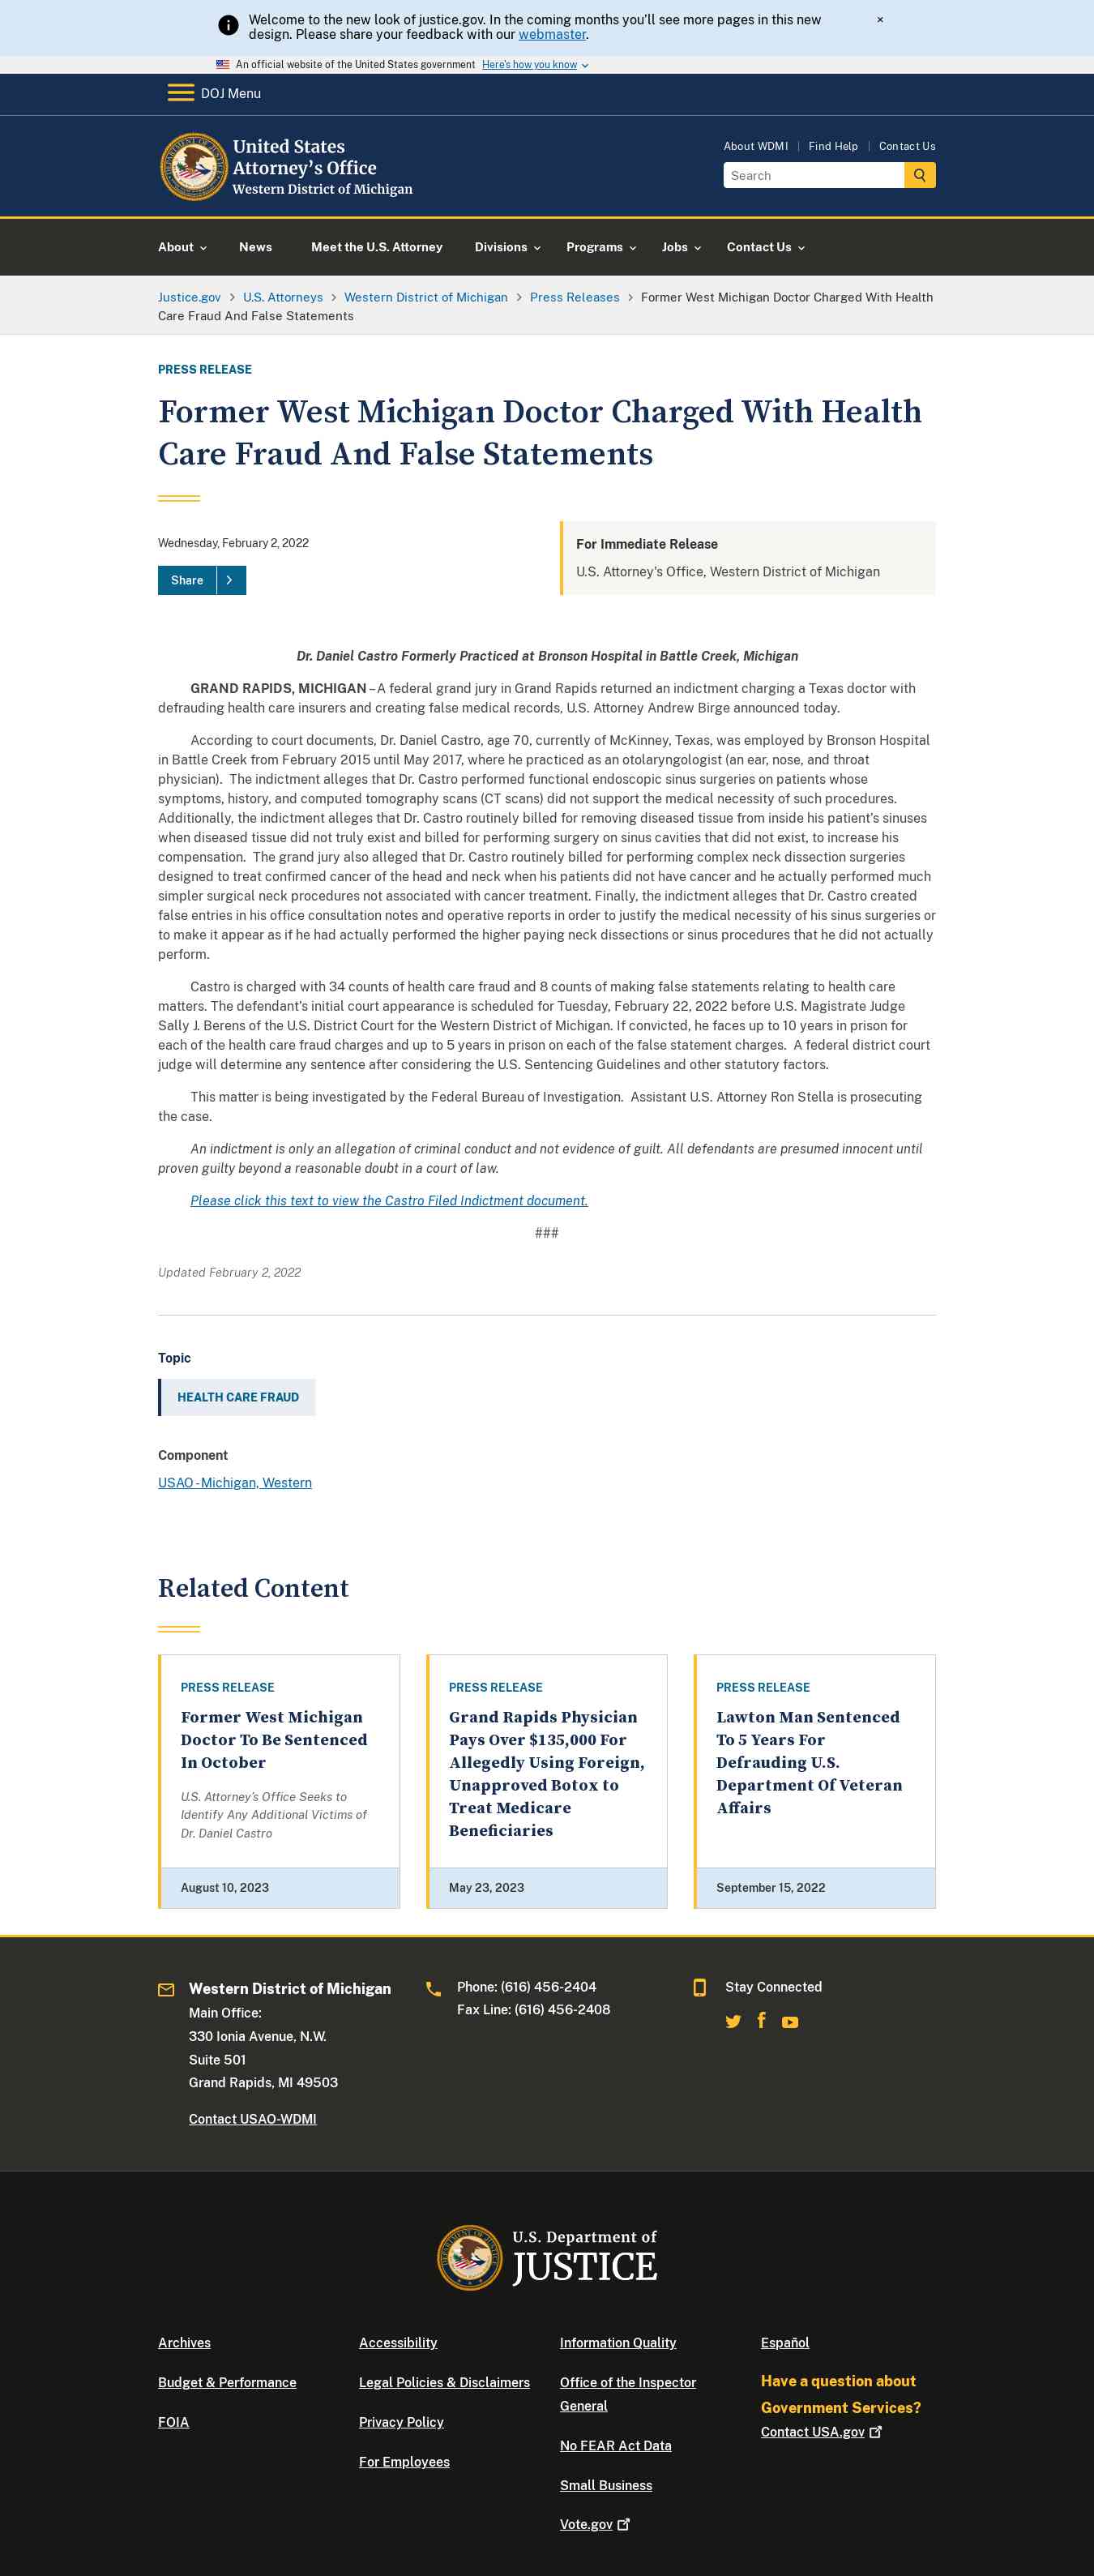 Welcome to the new look of justice.gov. In the coming months you'll see more pages in this new
design. Please share your feedback with our webmaster.
×
An official website of the United States government Here's how you know
DOJ Menu
United States
Attorney's Office
Western District of Michigan
About WDMI | Find Help | Contact Us
Search
About News Meet the U.S. Attorney Divisions Programs Jobs Contact Us
Justice.gov > U.S. Attorneys > Western District of Michigan > Press Releases > Former West Michigan Doctor Charged With Health
Care Fraud And False Statements
PRESS RELEASE
Former West Michigan Doctor Charged With Health
Care Fraud And False Statements
Wednesday, February 2, 2022
Share >
For Immediate Release
U.S. Attorney's Office, Western District of Michigan
Dr. Daniel Castro Formerly Practiced at Bronson Hospital in Battle Creek, Michigan
GRAND RAPIDS, MICHIGAN – A federal grand jury in Grand Rapids returned an indictment charging a Texas doctor with
defrauding health care insurers and creating false medical records, U.S. Attorney Andrew Birge announced today.
According to court documents, Dr. Daniel Castro, age 70, currently of McKinney, Texas, was employed by Bronson Hospital
in Battle Creek from February 2015 until May 2017, where he practiced as an otolaryngologist (an ear, nose, and throat
physician). The indictment alleges that Dr. Castro performed functional endoscopic sinus surgeries on patients whose
symptoms, history, and computed tomography scans (CT scans) did not support the medical necessity of such procedures.
Additionally, the indictment alleges that Dr. Castro routinely billed for removing diseased tissue from inside his patient's sinuses
when diseased tissue did not truly exist and billed for performing surgery on sinus cavities that did not exist, to increase his
compensation. The grand jury also alleged that Dr. Castro routinely billed for performing complex neck dissection surgeries
designed to treat confirmed cancer of the head and neck when his patients did not have cancer and he actually performed much
simpler surgical neck procedures not associated with cancer treatment. Finally, the indictment alleges that Dr. Castro created
false entries in his office consultation notes and operative reports in order to justify the medical necessity of his sinus surgeries or
to make it appear as if he had actually performed the higher paying neck dissections or sinus procedures that he did not actually
perform.
Castro is charged with 34 counts of health care fraud and 8 counts of making false statements relating to health care
matters. The defendant's initial court appearance is scheduled for Tuesday, February 22, 2022 before U.S. Magistrate Judge
Sally J. Berens of the U.S. District Court for the Western District of Michigan. If convicted, he faces up to 10 years in prison for
each of the health care fraud charges and up to 5 years in prison on each of the false statement charges. A federal district court
judge will determine any sentence after considering the U.S. Sentencing Guidelines and other statutory factors.
This matter is being investigated by the Federal Bureau of Investigation. Assistant U.S. Attorney Ron Stella is prosecuting
the case.
An indictment is only an allegation of criminal conduct and not evidence of guilt. All defendants are presumed innocent until
proven guilty beyond a reasonable doubt in a court of law.
Please click this text to view the Castro Filed Indictment document.
###
Updated February 2, 2022
Topic
HEALTH CARE FRAUD
Component
USAO - Michigan, Western
Related Content
PRESS RELEASE
Former West Michigan
Doctor To Be Sentenced
In October
U.S. Attorney's Office Seeks to
Identify Any Additional Victims of
Dr. Daniel Castro
August 10, 2023
PRESS RELEASE
Grand Rapids Physician
Pays Over $135,000 For
Allegedly Using Foreign,
Unapproved Botox to
Treat Medicare
Beneficiaries
May 23, 2023
PRESS RELEASE
Lawton Man Sentenced
To 5 Years For
Defrauding U.S.
Department Of Veteran
Affairs
September 15, 2022
Western District of Michigan
Main Office:
330 Ionia Avenue, N.W.
Suite 501
Grand Rapids, MI 49503
Contact USAO-WDMI
Phone: (616) 456-2404
Fax Line: (616) 456-2408
Stay Connected
U.S. Department of
JUSTICE
Archives
Budget & Performance
FOIA
Accessibility
Legal Policies & Disclaimers
Privacy Policy
For Employees
Information Quality
Office of the Inspector
General
No FEAR Act Data
Small Business
Vote.gov
Español
Have a question about
Government Services?
Contact USA.gov